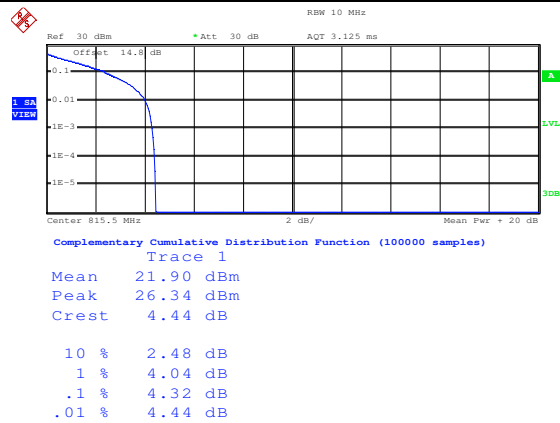 RBW 10 MHz
Ref 30 dBm * Att 30 dB AQT 3.125 ms
Offset 14.8 dB
0.1
A
1 SA
VIEW
0.01
1E-3
LVL
1E-4
1E-5
3DB
Center 815.5 MHz 2 dB/ Mean Pwr + 20 dB
Complementary Cumulative Distribution Function (100000 samples)
Trace 1
Mean 21.90 dBm
Peak 26.34 dBm
Crest 4.44 dB
10 % 2.48 dB
1 % 4.04 dB
.1 % 4.32 dB
.01 % 4.44 dB